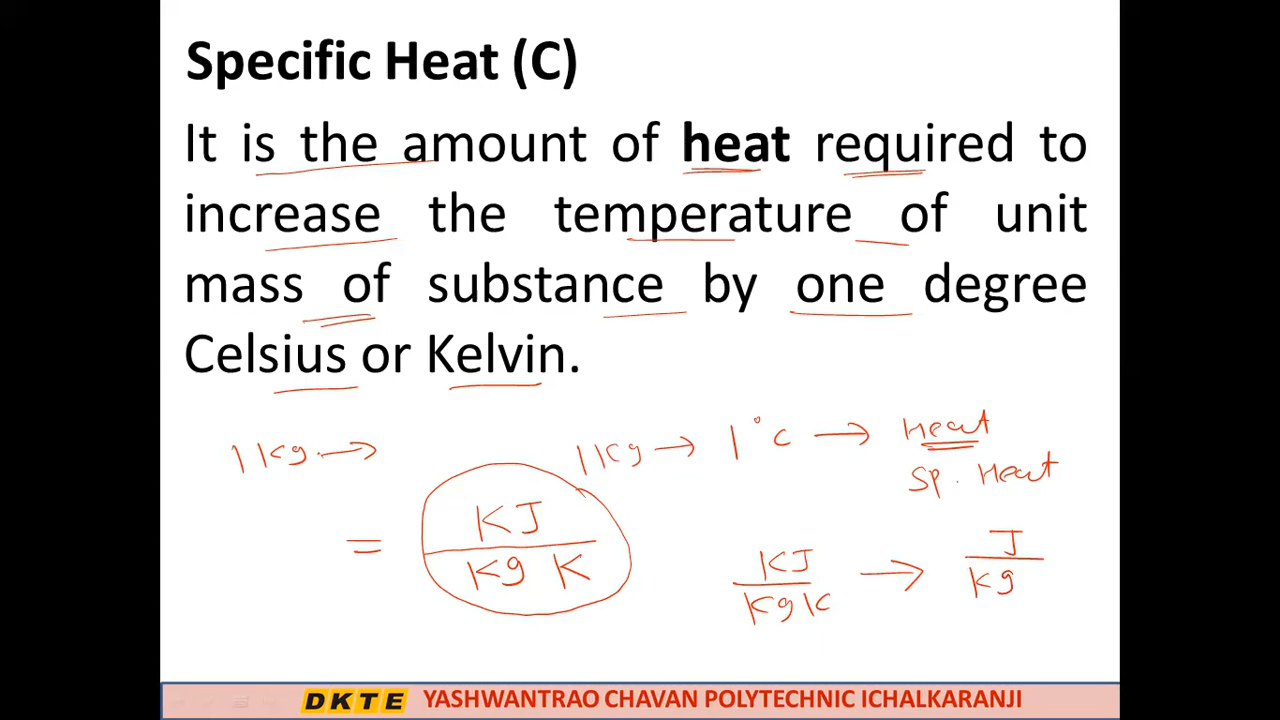 Specific Heat (C)
It is the amount of heat required to
increase the temperature of unit
mass of substance by one degree
Celsius or Kelvin.
1 Kg → 1 Kg → 1°C → Heat
Sp. Heat
= KJ
Kg K
KJ → J
Kg K Kg
DKTE YASHWANTRAO CHAVAN POLYTECHNIC ICHALKARANJI